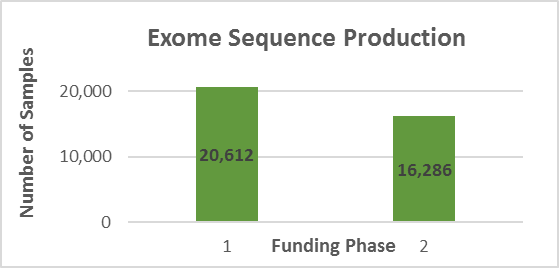 Exome Sequence Production
Number of Samples
20,000
10,000
0
20,612
16,286
1 Funding Phase 2